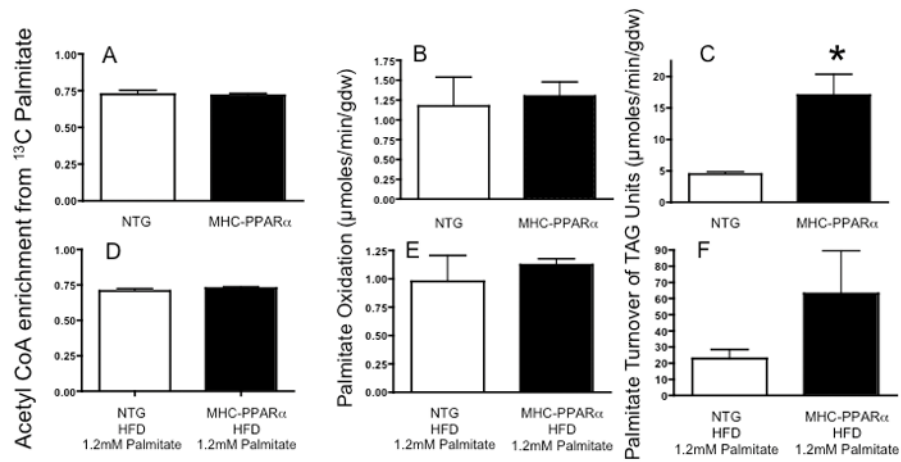 Acetyl CoA enrichment from ¹³C Palmitate
A
1.00
0.75
0.50
0.25
0.00
NTG
MHC-PPARα
Palmitate Oxidation (µmoles/min/gdw)
B
1.75
1.50
1.25
1.00
0.75
0.50
0.25
0.00
NTG
MHC-PPARα
Palmitate Turnover of TAG Units (µmoles/min/gdw)
C
*
20
15
10
5
0
NTG
MHC-PPARα
D
1.00
0.75
0.50
0.25
0.00
NTG
HFD
1.2mM Palmitate
MHC-PPARα
HFD
1.2mM Palmitate
E
1.25
1.00
0.75
0.50
0.25
0.00
NTG
HFD
1.2mM Palmitate
MHC-PPARα
HFD
1.2mM Palmitate
F
90
80
70
60
50
40
30
20
10
0
NTG
HFD
1.2mM Palmitate
MHC-PPARα
HFD
1.2mM Palmitate